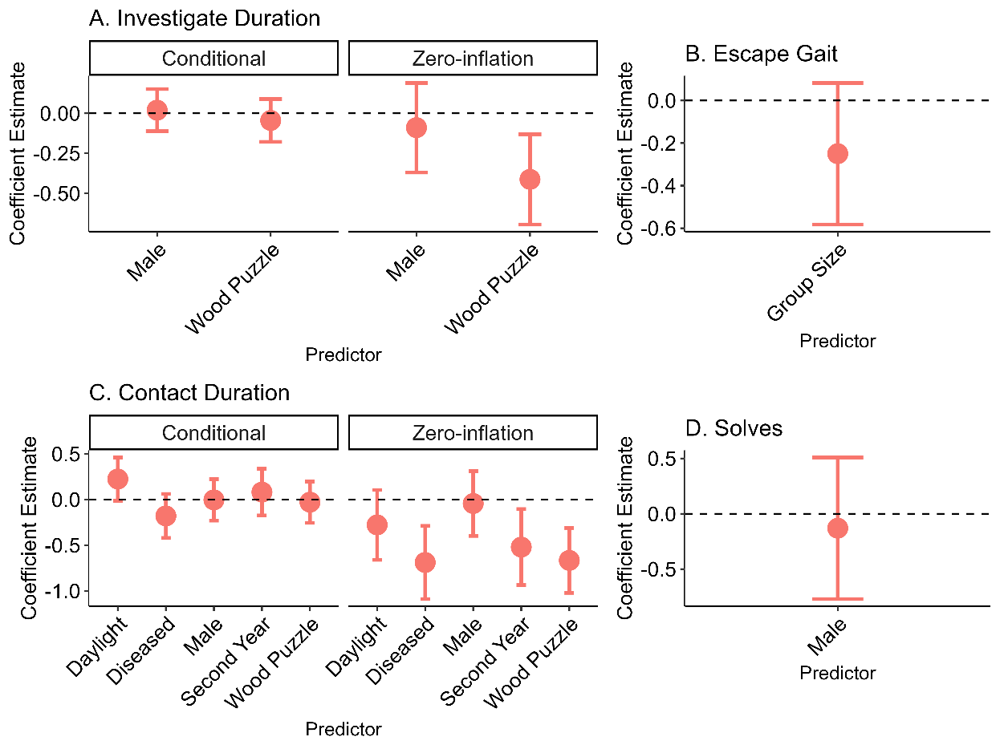 A. Investigate Duration
Conditional
Zero-inflation
Coefficient Estimate
0.00
-0.25
-0.50
Male
Wood Puzzle
Male
Wood Puzzle
Predictor
B. Escape Gait
Coefficient Estimate
0.0
-0.2
-0.4
-0.6
Group Size
Predictor
C. Contact Duration
Conditional
Zero-inflation
Coefficient Estimate
0.5
0.0
-0.5
-1.0
Daylight
Diseased
Male
Second Year
Wood Puzzle
Daylight
Diseased
Male
Second Year
Wood Puzzle
Predictor
D. Solves
Coefficient Estimate
0.5
0.0
-0.5
Male
Predictor